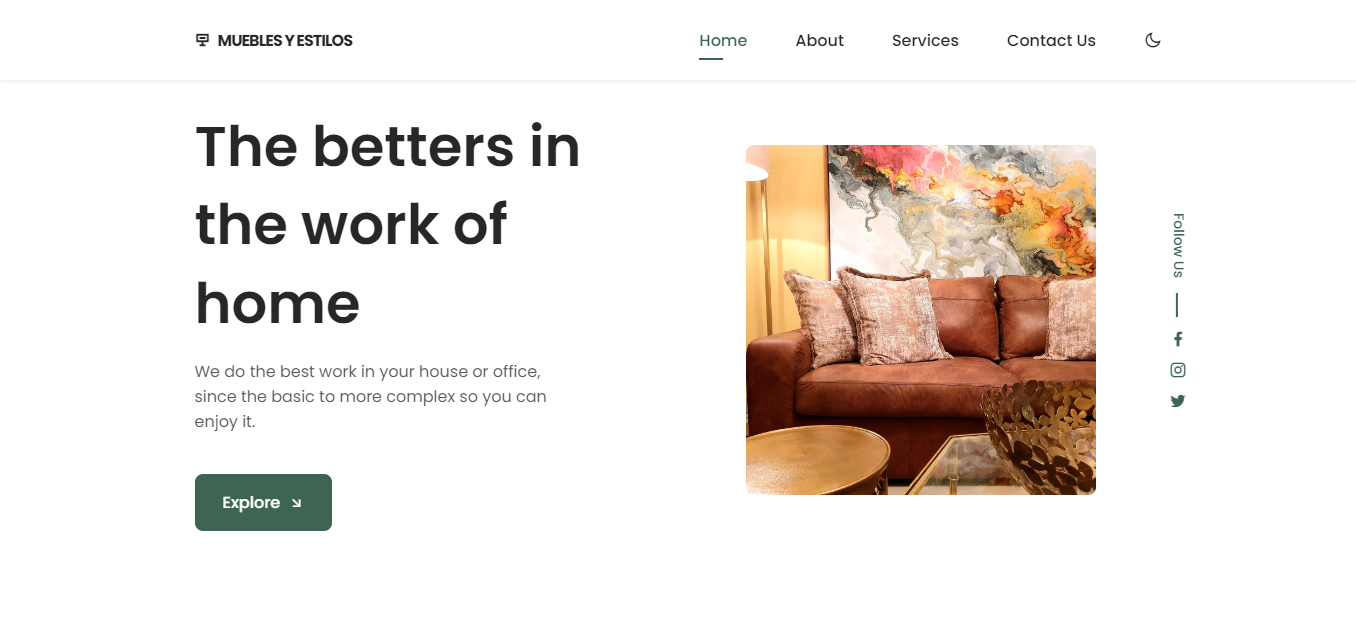 MUEBLES Y ESTILOS
Home
About
Services
Contact Us
The betters in
the work of
home
We do the best work in your house or office,
since the basic to more complex so you can
enjoy it.
Explore
Follow Us